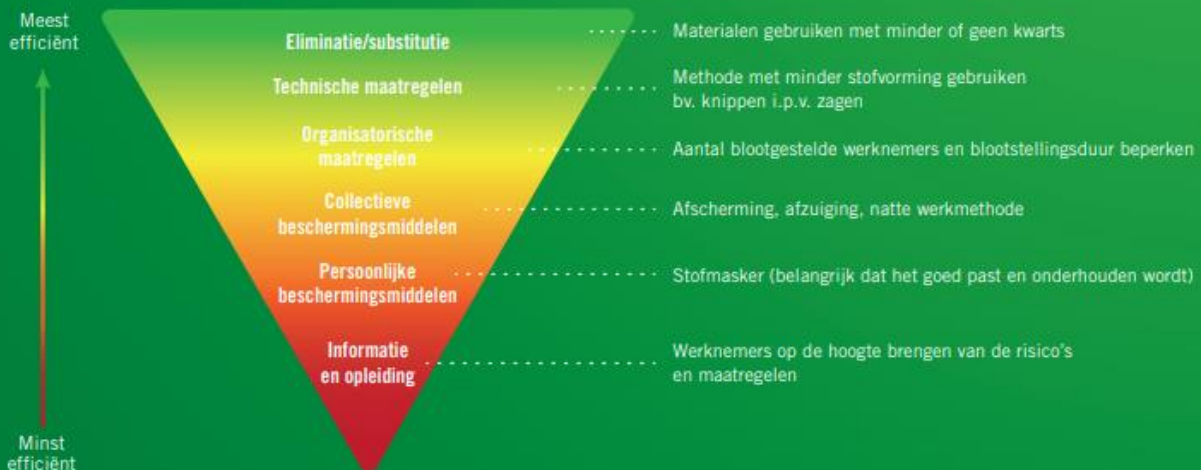 Meest
efficiënt
Eliminatie/substitutie
Materialen gebruiken met minder of geen kwarts
Technische maatregelen
Methode met minder stofvorming gebruiken
bv. knippen i.p.v. zagen
Organisatorische
maatregelen
Aantal blootgestelde werknemers en blootstellingsduur beperken
Collectieve
beschermingsmiddelen
Afscherming, afzuiging, natte werkmethode
Persoonlijke
beschermingsmiddelen
Stofmasker (belangrijk dat het goed past en onderhouden wordt)
Informatie
en opleiding
Werknemers op de hoogte brengen van de risico's
en maatregelen
Minst
efficiënt